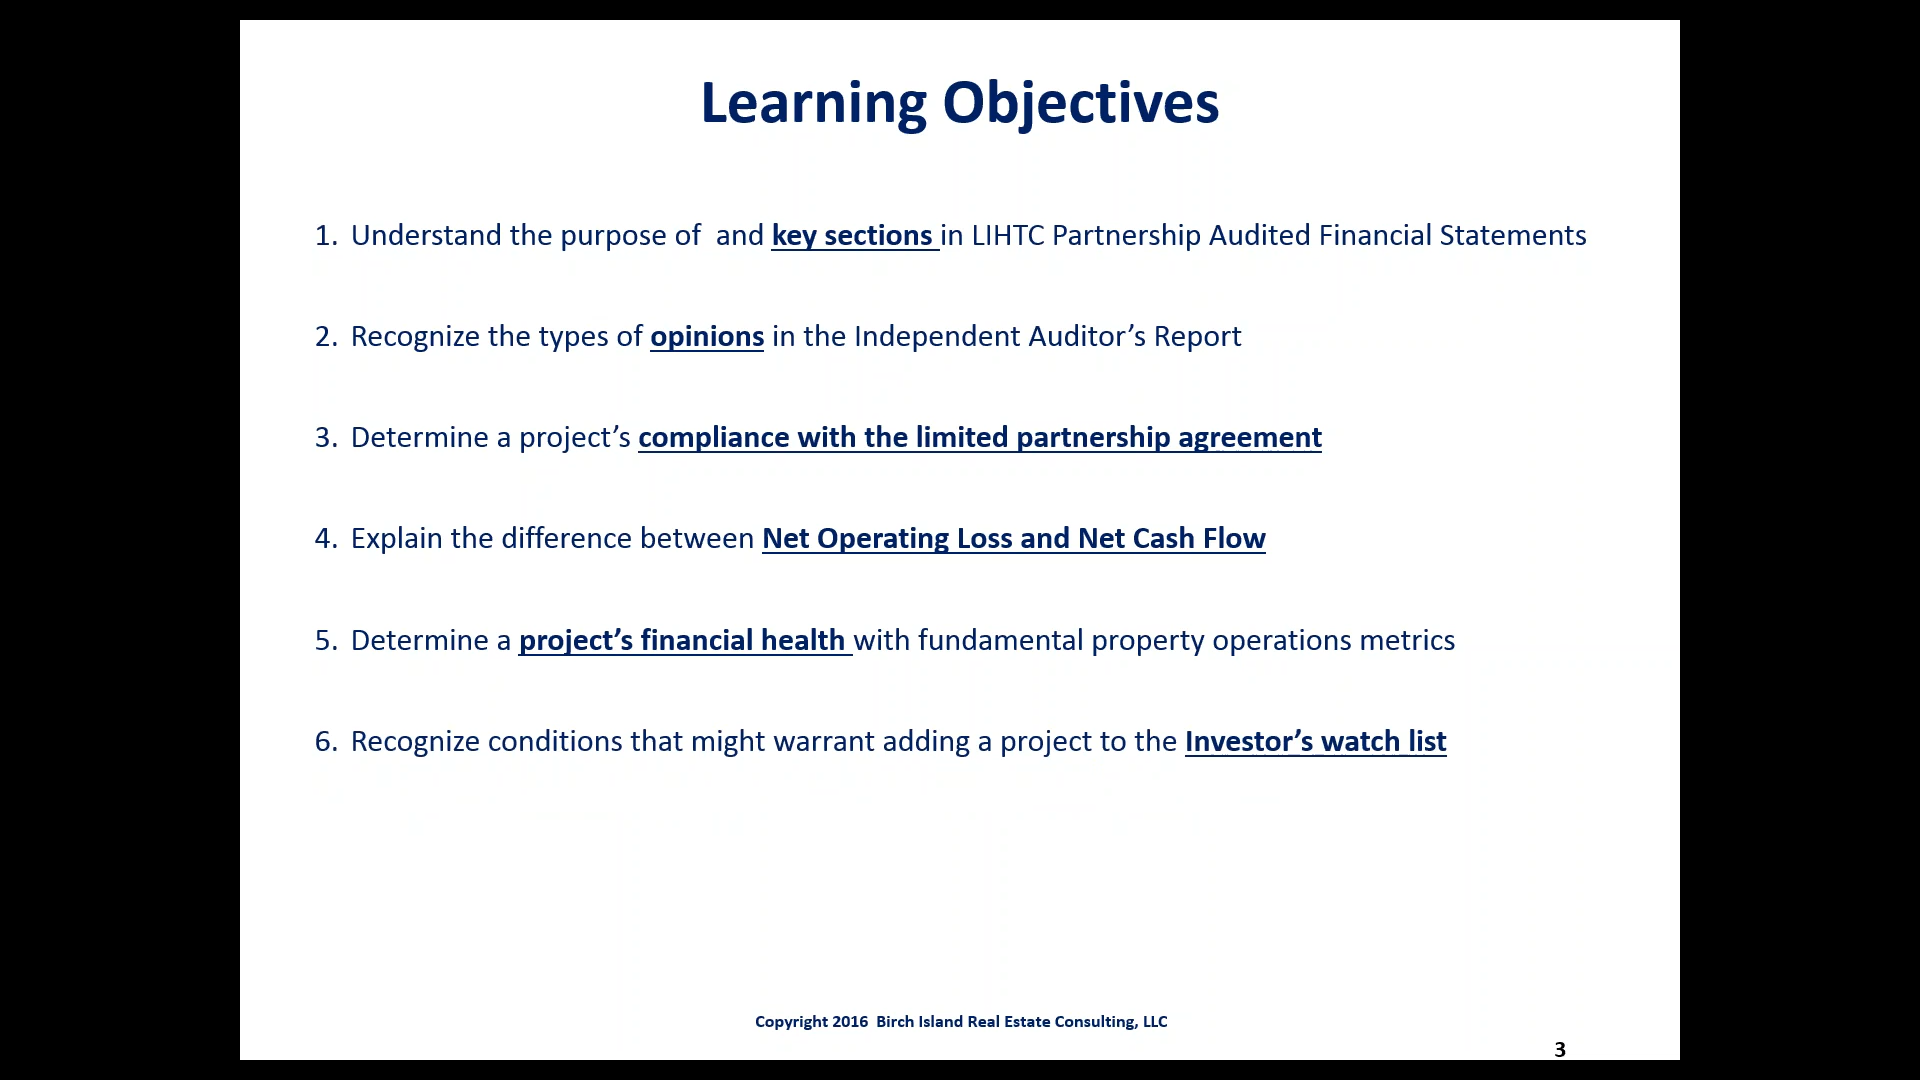 Learning Objectives
1. Understand the purpose of  and key sections in LIHTC Partnership Audited Financial Statements
2. Recognize the types of opinions in the Independent Auditor’s Report
3. Determine a project’s compliance with the limited partnership agreement
4. Explain the difference between Net Operating Loss and Net Cash Flow
5. Determine a project’s financial health with fundamental property operations metrics
6. Recognize conditions that might warrant adding a project to the Investor’s watch list
Copyright 2016  Birch Island Real Estate Consulting, LLC
3